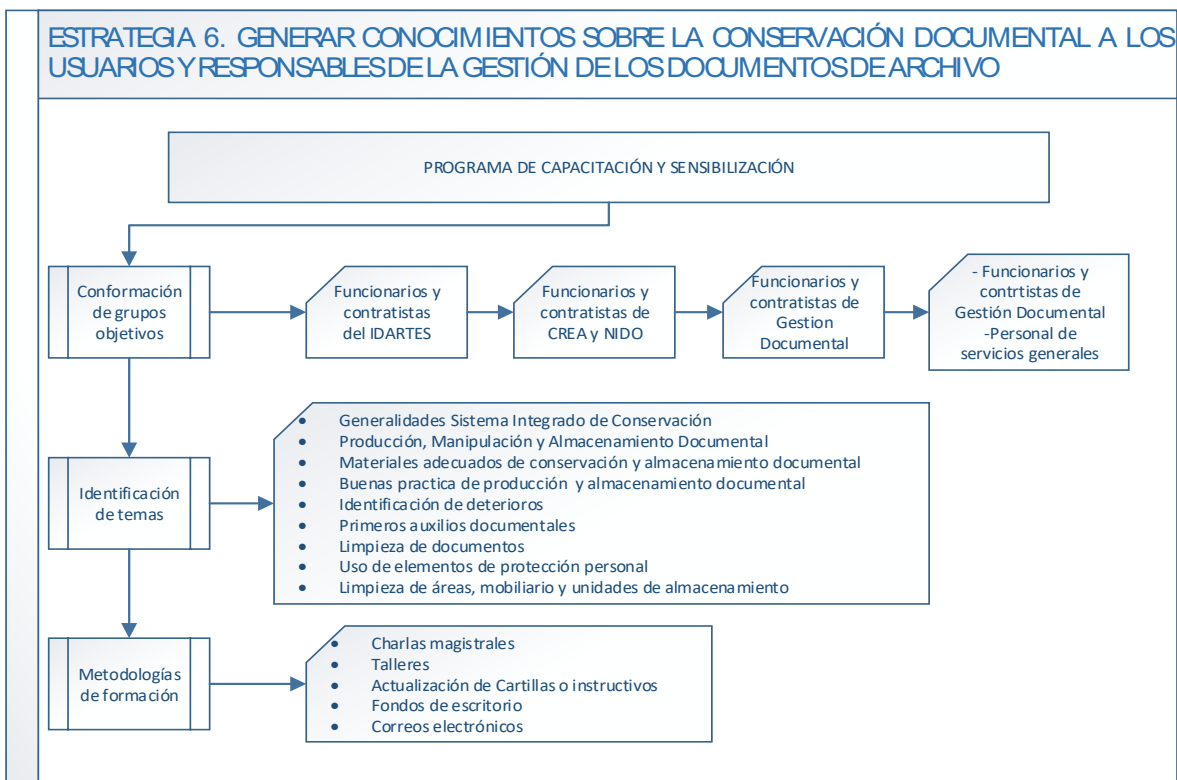 ESTRATEGIA 6. GENERAR CONOCIMIENTOS SOBRE LA CONSERVACIÓN DOCUMENTAL A LOS
USUARIOS Y RESPONSABLES DE LA GESTIÓN DE LOS DOCUMENTOS DE ARCHIVO
PROGRAMA DE CAPACITACIÓN Y SENSIBILIZACIÓN
Conformación
de grupos
objetivos
Funcionarios y
contratistas
del IDARTES
Funcionarios y
contratistas de
CREA y NIDO
Funcionarios y
contratistas de
Gestion
Documental
- Funcionarios y
contrtistas de
Gestión Documental
-Personal de
servicios generales
Identificación
de temas
• Generalidades Sistema Integrado de Conservación
• Producción, Manipulación y Almacenamiento Documental
• Materiales adecuados de conservación y almacenamiento documental
• Buenas practica de producción y almacenamiento documental
• Identificación de deterioros
• Primeros auxilios documentales
• Limpieza de documentos
• Uso de elementos de protección personal
• Limpieza de áreas, mobiliario y unidades de almacenamiento
Metodologías
de formación
• Charlas magistrales
• Talleres
• Actualización de Cartillas o instructivos
• Fondos de escritorio
• Correos electrónicos